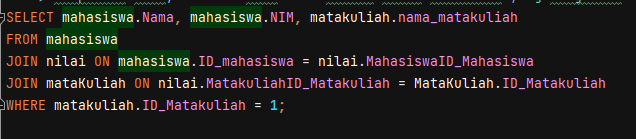 SELECT mahasiswa.Nama, mahasiswa.NIM, matakuliah.nama_matakuliah
FROM mahasiswa
JOIN nilai ON mahasiswa.ID_mahasiswa = nilai.MahasiswaID_Mahasiswa
JOIN mataKuliah ON nilai.MatakuliahID_Matakuliah = MataKuliah.ID_Matakuliah
WHERE matakuliah.ID_Matakuliah = 1;